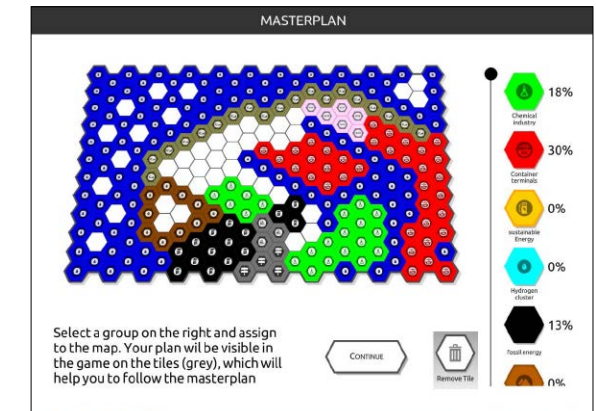 MASTERPLAN
18%
Chemical
industry
30%
Container
terminals
0%
sustainable
Energy
0%
Hydrogen
cluster
13%
fossil energy
0%
Select a group on the right and assign
to the map. Your plan wil be visible in
the game on the tiles (grey), which will
help you to follow the masterplan
CONTINUE
Remove Tile